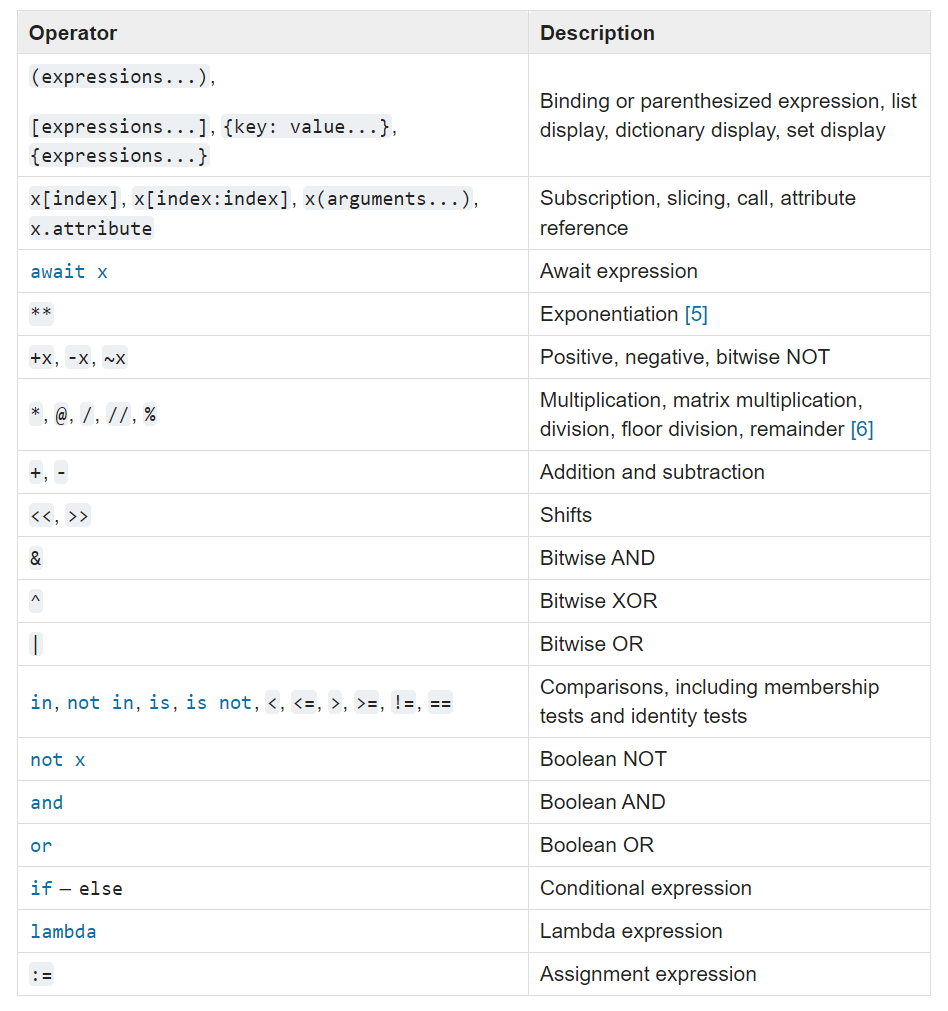 Operator Description
(expressions...),
[expressions...], {key: value...},
{expressions...}
Binding or parenthesized expression, list
display, dictionary display, set display
x[index], x[index:index], x(arguments...),
x.attribute
Subscription, slicing, call, attribute
reference
await x Await expression
** Exponentiation [5]
+x, -x, ~x Positive, negative, bitwise NOT
*, @, /, //, % Multiplication, matrix multiplication,
division, floor division, remainder [6]
+, - Addition and subtraction
<<, >> Shifts
& Bitwise AND
^ Bitwise XOR
| Bitwise OR
in, not in, is, is not, <, <=, >, >=, !=, == Comparisons, including membership
tests and identity tests
not x Boolean NOT
and Boolean AND
or Boolean OR
if – else Conditional expression
lambda Lambda expression
:= Assignment expression